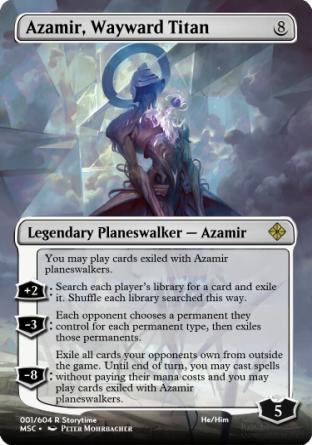 Azamir, Wayward Titan 8
Legendary Planeswalker — Azamir
You may play cards exiled with Azamir
planeswalkers.
+2: Search each player's library for a card and exile
it. Shuffle each library searched this way.
-3: Each opponent chooses a permanent they
control for each permanent type, then exiles
those permanents.
-8: Exile all cards your opponents own from outside
the game. Until end of turn, you may cast spells
without paying their mana costs and you may
play cards exiled with Azamir
planeswalkers.
5
001/604 R Storytime He/Him
MSC • PETER MOHRBACHER